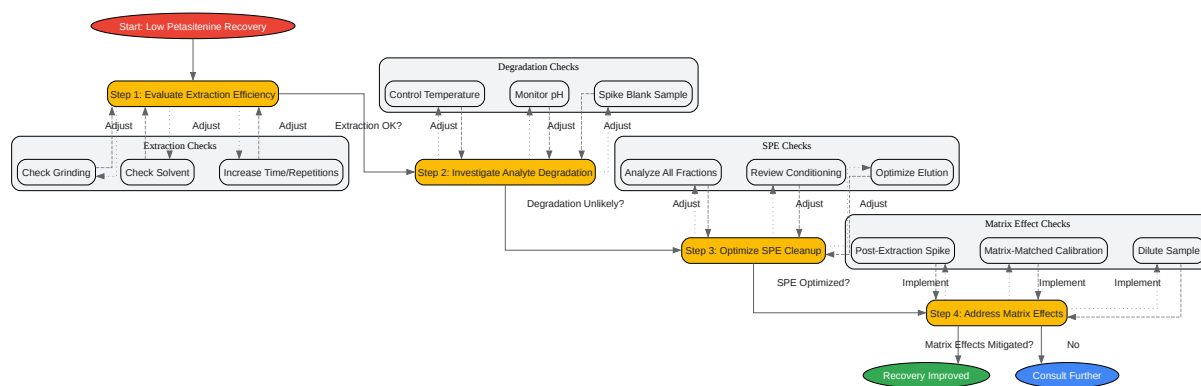 Start: Low Petasitenine Recovery
Step 1: Evaluate Extraction Efficiency
Degradation Checks
Control Temperature
Monitor pH
Spike Blank Sample
Adjust
Adjust
Adjust
Extraction OK?
Adjust
Adjust
Adjust
Extraction Checks
Check Grinding
Check Solvent
Increase Time/Repetitions
Step 2: Investigate Analyte Degradation
SPE Checks
Analyze All Fractions
Review Conditioning
Optimize Elution
Degradation Unlikely?
Adjust
Adjust
Adjust
Step 3: Optimize SPE Cleanup
Matrix Effect Checks
Post-Extraction Spike
Matrix-Matched Calibration
Dilute Sample
SPE Optimized?
Implement
Implement
Implement
Step 4: Address Matrix Effects
Matrix Effects Mitigated?
No
Recovery Improved
Consult Further